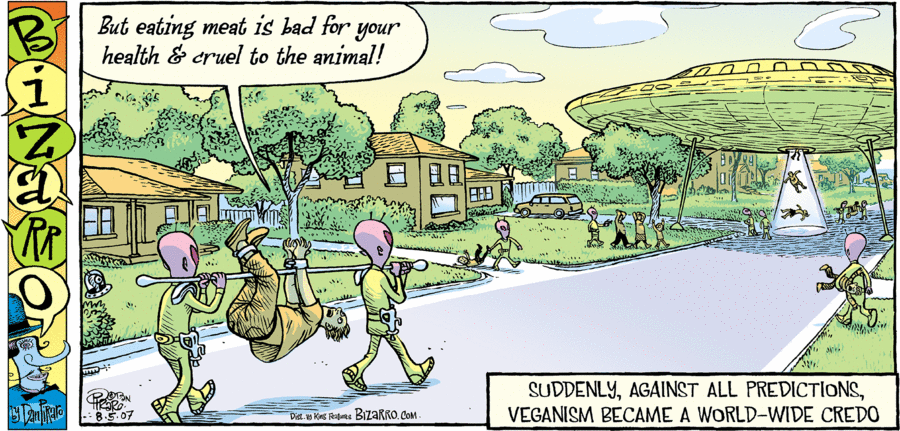 BiZaRRO
by Dan Piraro
But eating meat is bad for your
health & cruel to the animal!
8.5.07
Dist. by King Features BIZARRO.COM
SUDDENLY, AGAINST ALL PREDICTIONS,
VEGANISM BECAME A WORLD-WIDE CREDO